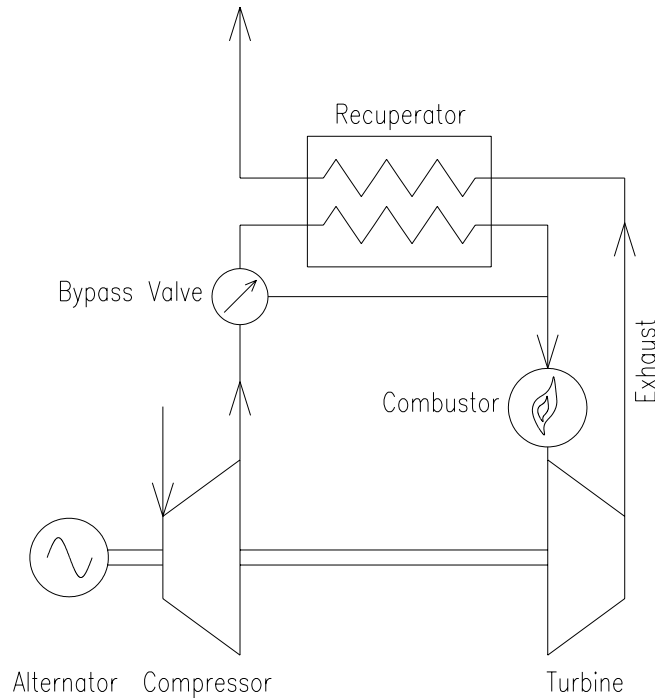 Recuperator
Bypass Valve
Exhaust
Combustor
Alternator Compressor Turbine